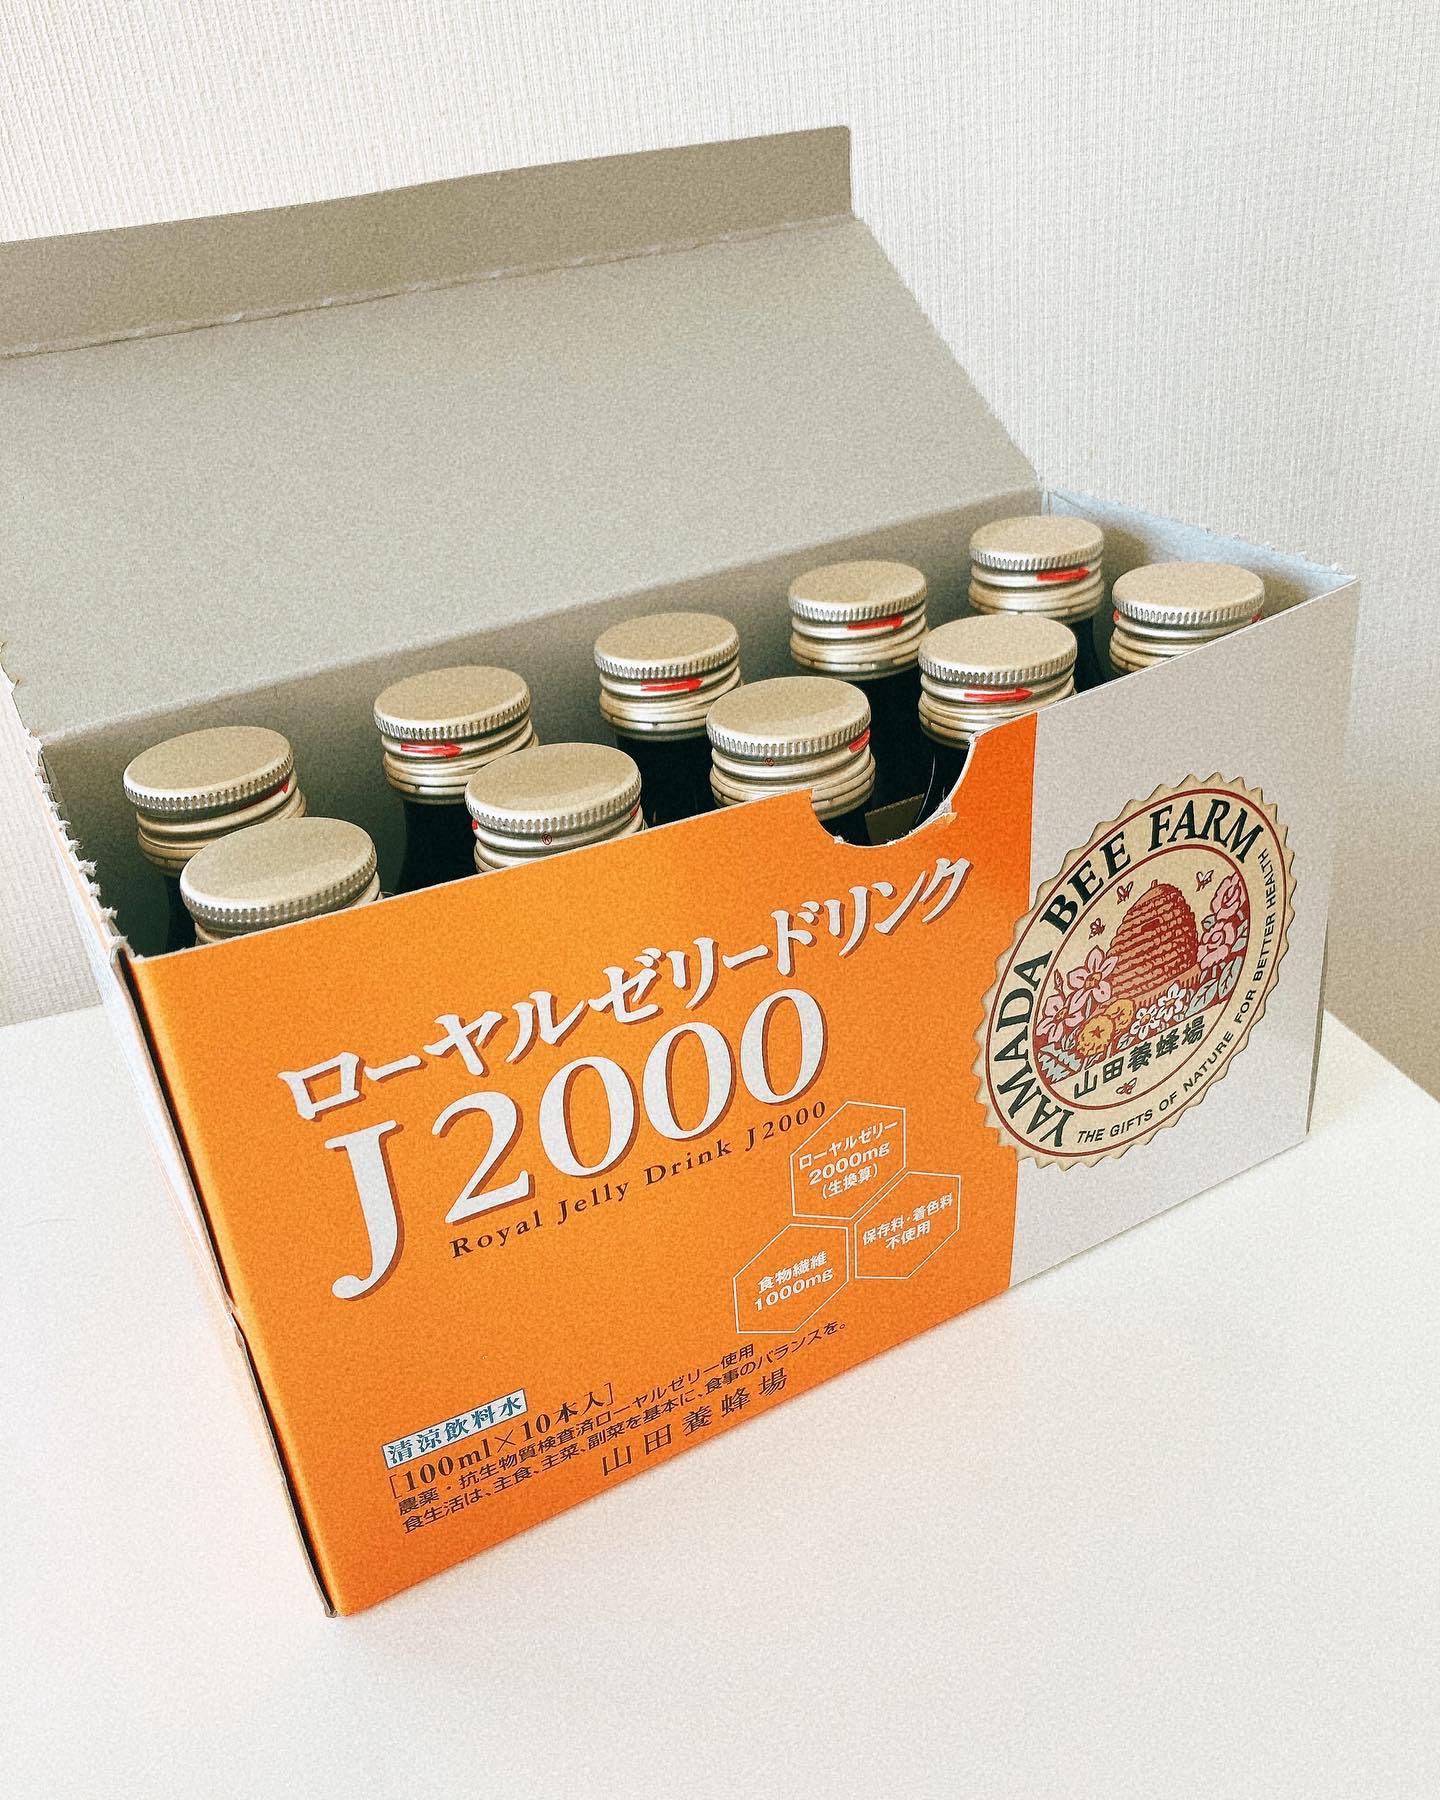 ローヤルゼリードリンク
J2000
Royal Jelly Drink J2000
ローヤルゼリー
2000mg
(生換算)
保存料・着色料
不使用
食物繊維
1000mg
清涼飲料水
[100ml×10本入]
農薬・抗生物質検査済ローヤルゼリー使用
食生活は、主食、主菜、副菜を基本に、食事のバランスを。
山田養蜂場
YAMADA BEE FARM
山田養蜂場
THE GIFTS OF NATURE FOR BETTER HEALTH